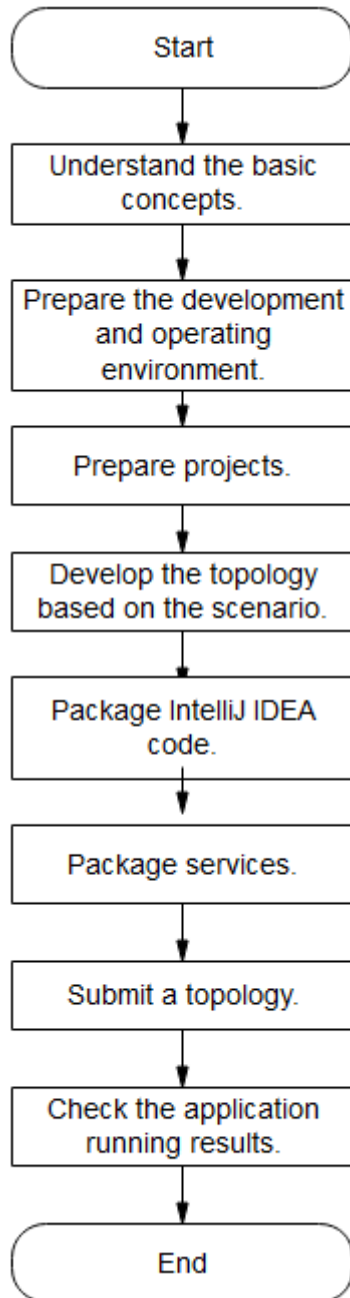 Start
Understand the basic
concepts.
Prepare the development
and operating
environment.
Prepare projects.
Develop the topology
based on the scenario.
Package IntelliJ IDEA
code.
Package services.
Submit a topology.
Check the application
running results.
End